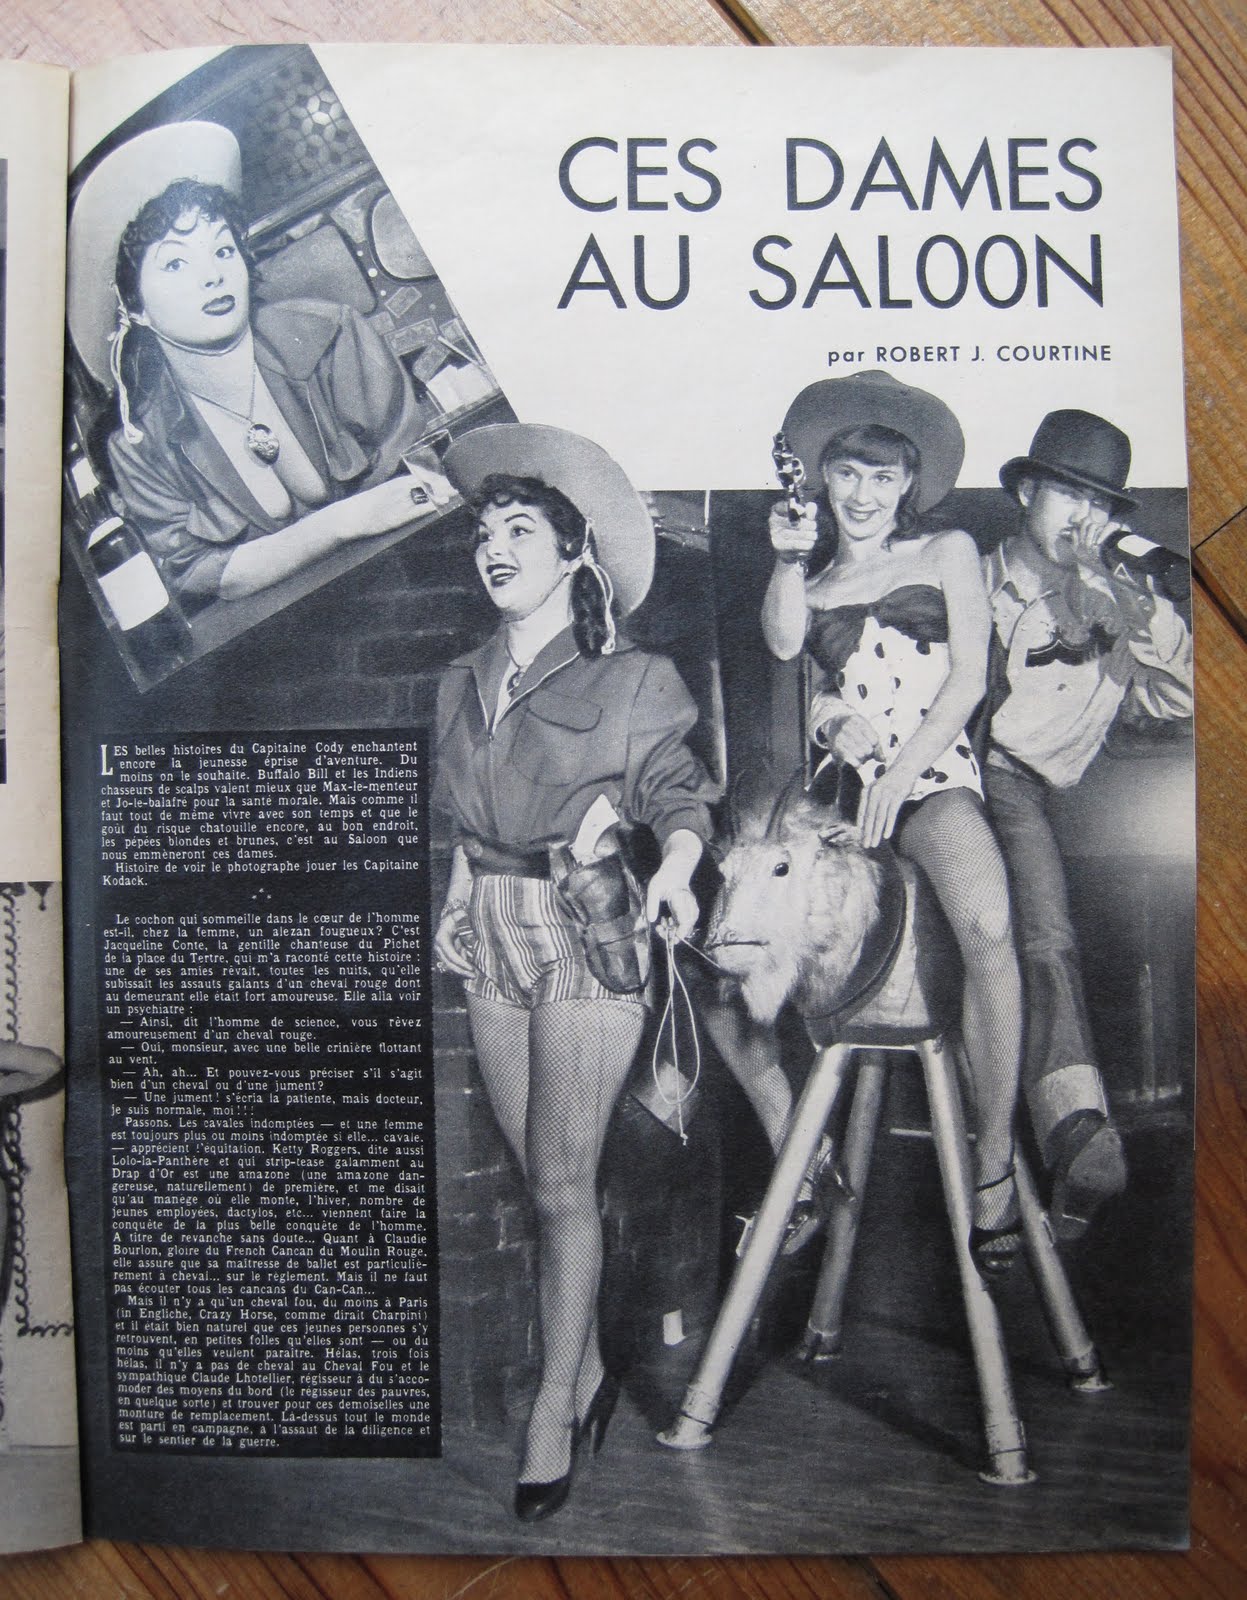 CES DAMES
AU SALOON
par ROBERT J. COURTINE
LES belles histoires du Capitaine Cody enchantent
encore la jeunesse éprise d'aventure. Du
moins on le souhaite. Buffalo Bill et les Indiens
chasseurs de scalps valent mieux que Max-le-menteur
et Jo-le-balafré pour la santé morale. Mais comme il
faut tout de même vivre avec son temps et que le
goût du risque chatouille encore, au bon endroit,
les pépées blondes et brunes, c'est au Saloon que
nous emmèneront ces dames.
Histoire de voir le photographe jouer les Capitaine
Kodack.
Le cochon qui sommeille dans le cœur de l'homme
est-il, chez la femme, un alezan fougueux? C'est
Jacqueline Conte, la gentille chanteuse du Pichet
de la place du Tertre, qui m'a raconté cette histoire :
une de ses amies rêvait, toutes les nuits, qu'elle
subissait les assauts galants d'un cheval rouge dont
au demeurant elle était fort amoureuse. Elle alla voir
un psychiatre :
— Ainsi, dit l'homme de science, vous rêvez
amoureusement d'un cheval rouge.
— Oui, monsieur, avec une belle crinière flottant
au vent.
— Ah, ah... Et pouvez-vous préciser s'il s'agit
bien d'un cheval ou d'une jument?
— Une jument! s'écria la patiente, mais docteur,
je suis normale, moi!!!
Passons. Les cavales indomptées — et une femme
est toujours plus ou moins indomptée si elle... cavale.
— apprécient l'équitation. Ketty Roggers, dite aussi
Lolo-la-Panthère et qui strip-tease galamment au
Drap d'Or est une amazone (une amazone dan-
gereuse, naturellement) de première, et me disait
qu'au manège où elle monte, l'hiver, nombre de
jeunes employées, dactylos, etc... viennent faire la
conquête de la plus belle conquête de l'homme.
A titre de revanche sans doute... Quant à Claudie
Bourlon, gloire du French Cancan du Moulin Rouge,
elle assure que sa maîtresse de ballet est particuliè-
rement à cheval... sur le règlement. Mais il ne faut
pas écouter tous les cancans du Can-Can...
Mais il n'y a qu'un cheval fou, du moins à Paris
(in Engliche, Crazy Horse, comme dirait Charpini)
et il était bien naturel que ces jeunes personnes s'y
retrouvent, en petites folles qu'elles sont — ou du
moins qu'elles veulent paraître. Hélas, trois fois
hélas, il n'y a pas de cheval au Cheval Fou et le
sympathique Claude Lhotellier, régisseur à du s'acco-
moder des moyens du bord (le régisseur des pauvres,
en quelque sorte) et trouver pour ces demoiselles une
monture de remplacement. Là-dessus tout le monde
est parti en campagne, à l'assaut de la diligence et
sur le sentier de la guerre.